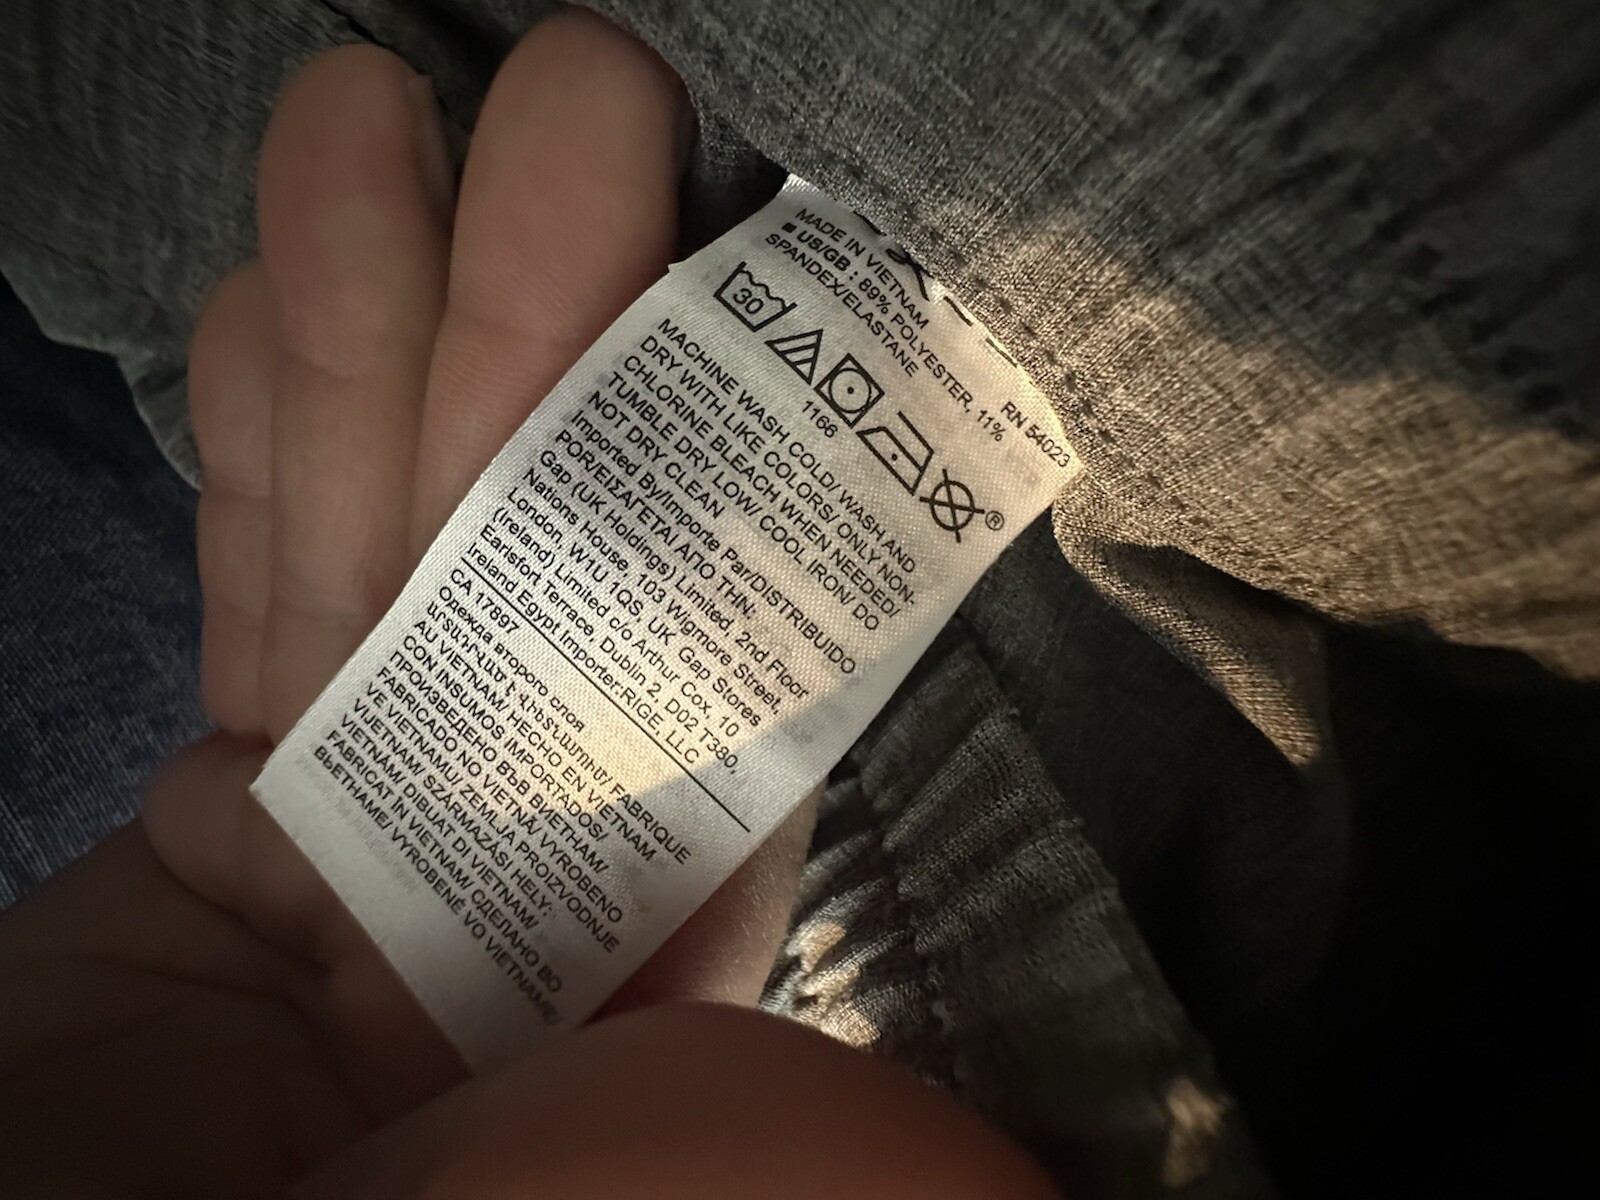 RN 54023
MADE IN VIETNAM
■ US/GB : 89% POLYESTER, 11%
SPANDEX/ELASTANE
30
1166
®
MACHINE WASH COLD/ WASH AND
DRY WITH LIKE COLORS/ ONLY NON-
CHLORINE BLEACH WHEN NEEDED/
TUMBLE DRY LOW/ COOL IRON/ DO
NOT DRY CLEAN
Imported By/Importe Par/DISTRIBUIDO
POR/ΕΙΣΑΓΕΤΑΙ ΑΠΟ ΤΗΝ:
Gap (UK Holdings) Limited, 2nd Floor
Nations House, 103 Wigmore Street,
London, W1U 1QS, UK Gap Stores
(Ireland) Limited c/o Arthur Cox, 10
Earlsfort Terrace, Dublin 2, D02 T380,
Ireland Egypt Importer:RIGE, LLC
CA 17897
Одежда второго слоя
արտադրված է Վիետնամում/ FABRIQUE
AU VIETNAM/ HECHO EN VIETNAM
CON INSUMOS IMPORTADOS/
ПРОИЗВЕДЕНО ВЪВ ВИЕТНАМ/
FABRICADO NO VIETNÃ/ VYROBENO
VE VIETNAMU/ ZEMLJA PROIZVODNJE
VIJETNAM/ SZÁRMAZÁSI HELY:
VIETNÁM/ DIBUAT DI VIETNAM/
FABRICAT ÎN VIETNAM/ СДЕЛАНО ВО
ВЬЕТНАМЕ/ VYROBENÉ VO VIETNAME/